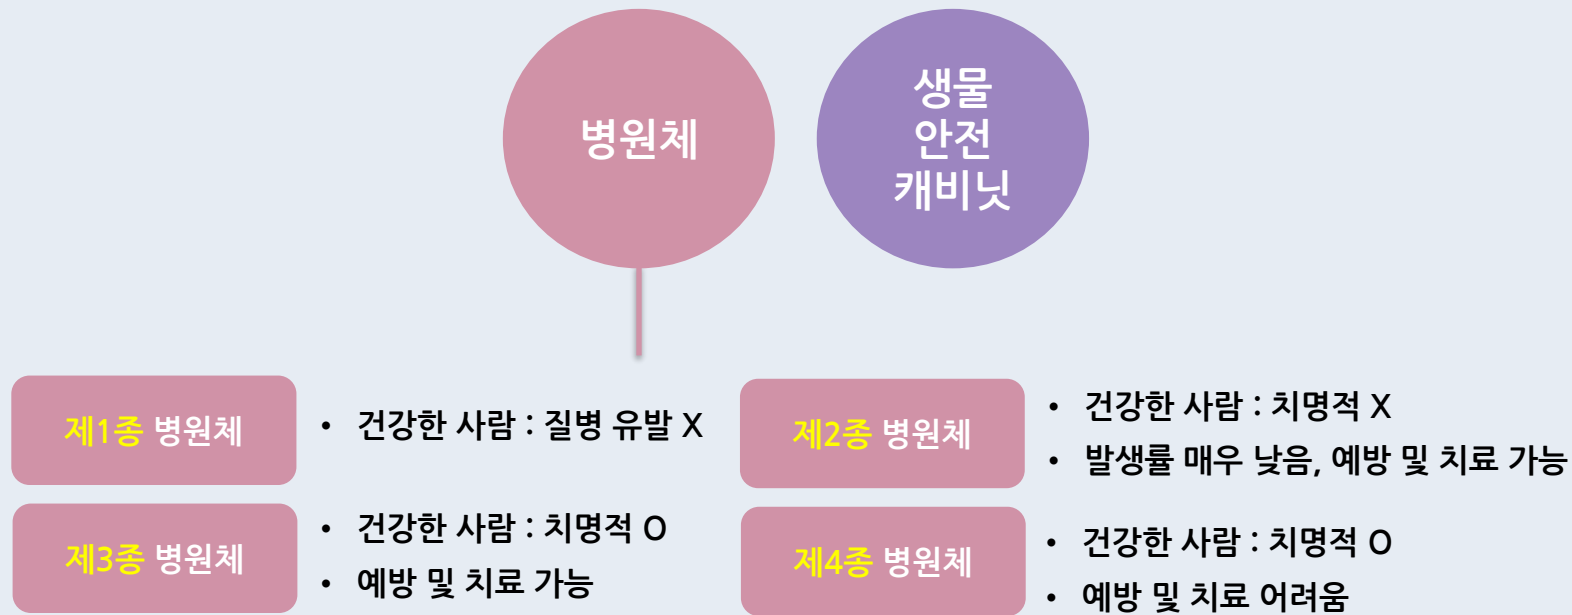 병원체
생물
안전
캐비닛
제1종 병원체
• 건강한 사람 : 질병 유발 X
제2종 병원체
• 건강한 사람 : 치명적 X
• 발생률 매우 낮음, 예방 및 치료 가능
제3종 병원체
• 건강한 사람 : 치명적 O
• 예방 및 치료 가능
제4종 병원체
• 건강한 사람 : 치명적 O
• 예방 및 치료 어려움